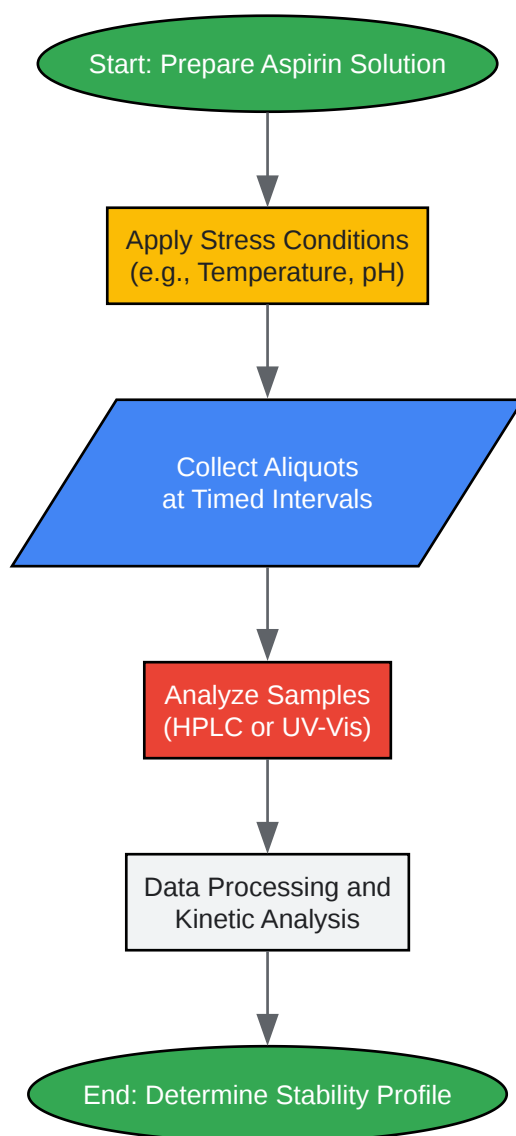 Start: Prepare Aspirin Solution
Apply Stress Conditions
(e.g., Temperature, pH)
Collect Aliquots
at Timed Intervals
Analyze Samples
(HPLC or UV-Vis)
Data Processing and
Kinetic Analysis
End: Determine Stability Profile